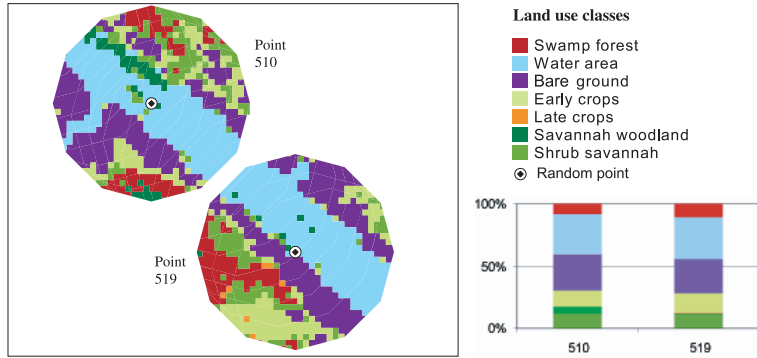 Point
510
Point
519
Land use classes
Swamp forest
Water area
Bare ground
Early crops
Late crops
Savannah woodland
Shrub savannah
Random point
100%
50%
0%
510
519